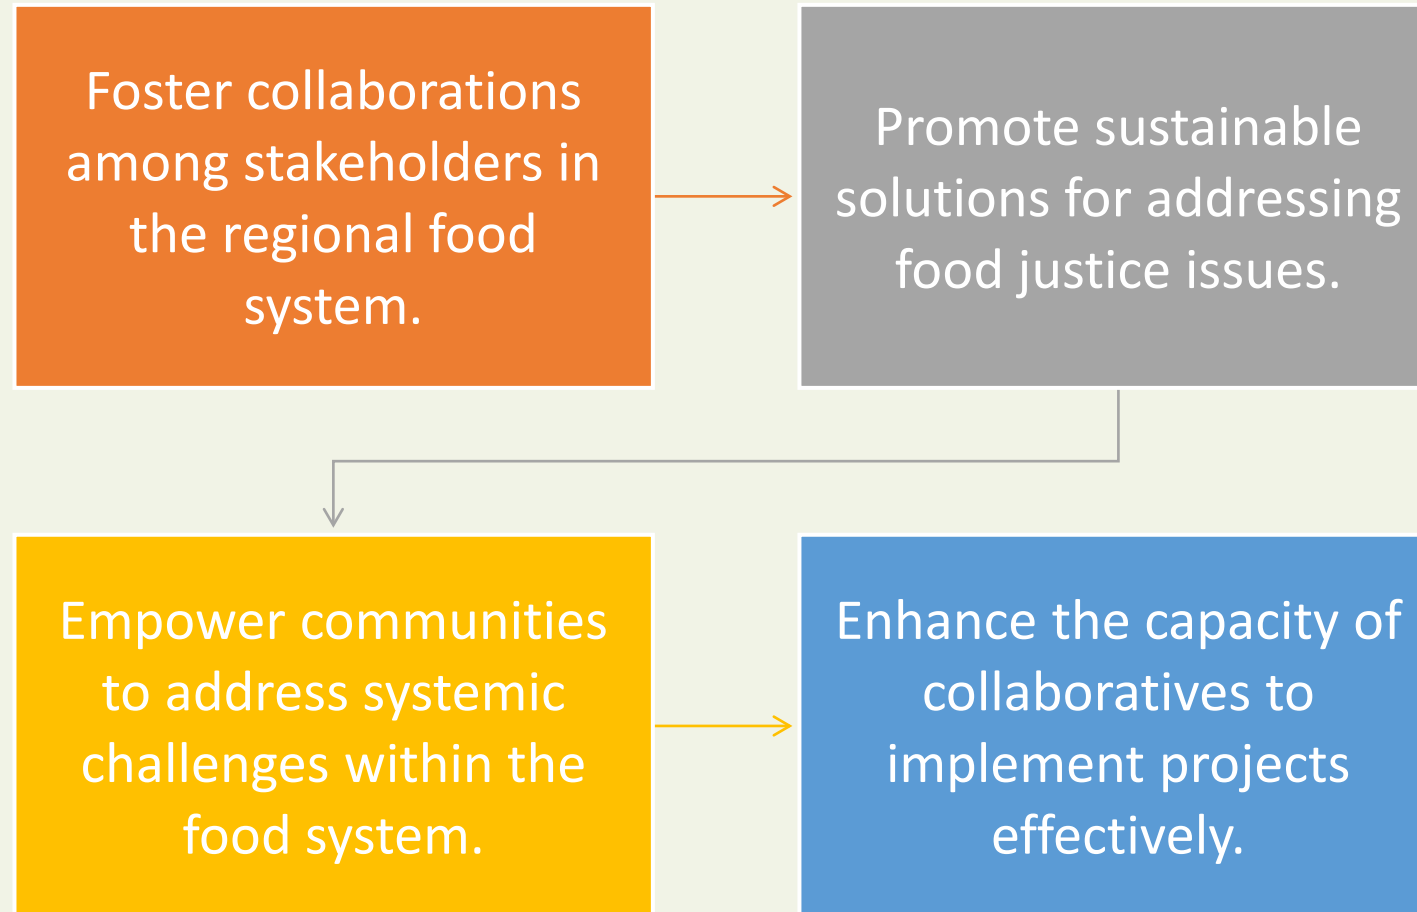 Foster collaborations
among stakeholders in
the regional food
system.
Promote sustainable
solutions for addressing
food justice issues.
Empower communities
to address systemic
challenges within the
food system.
Enhance the capacity of
collaboratives to
implement projects
effectively.